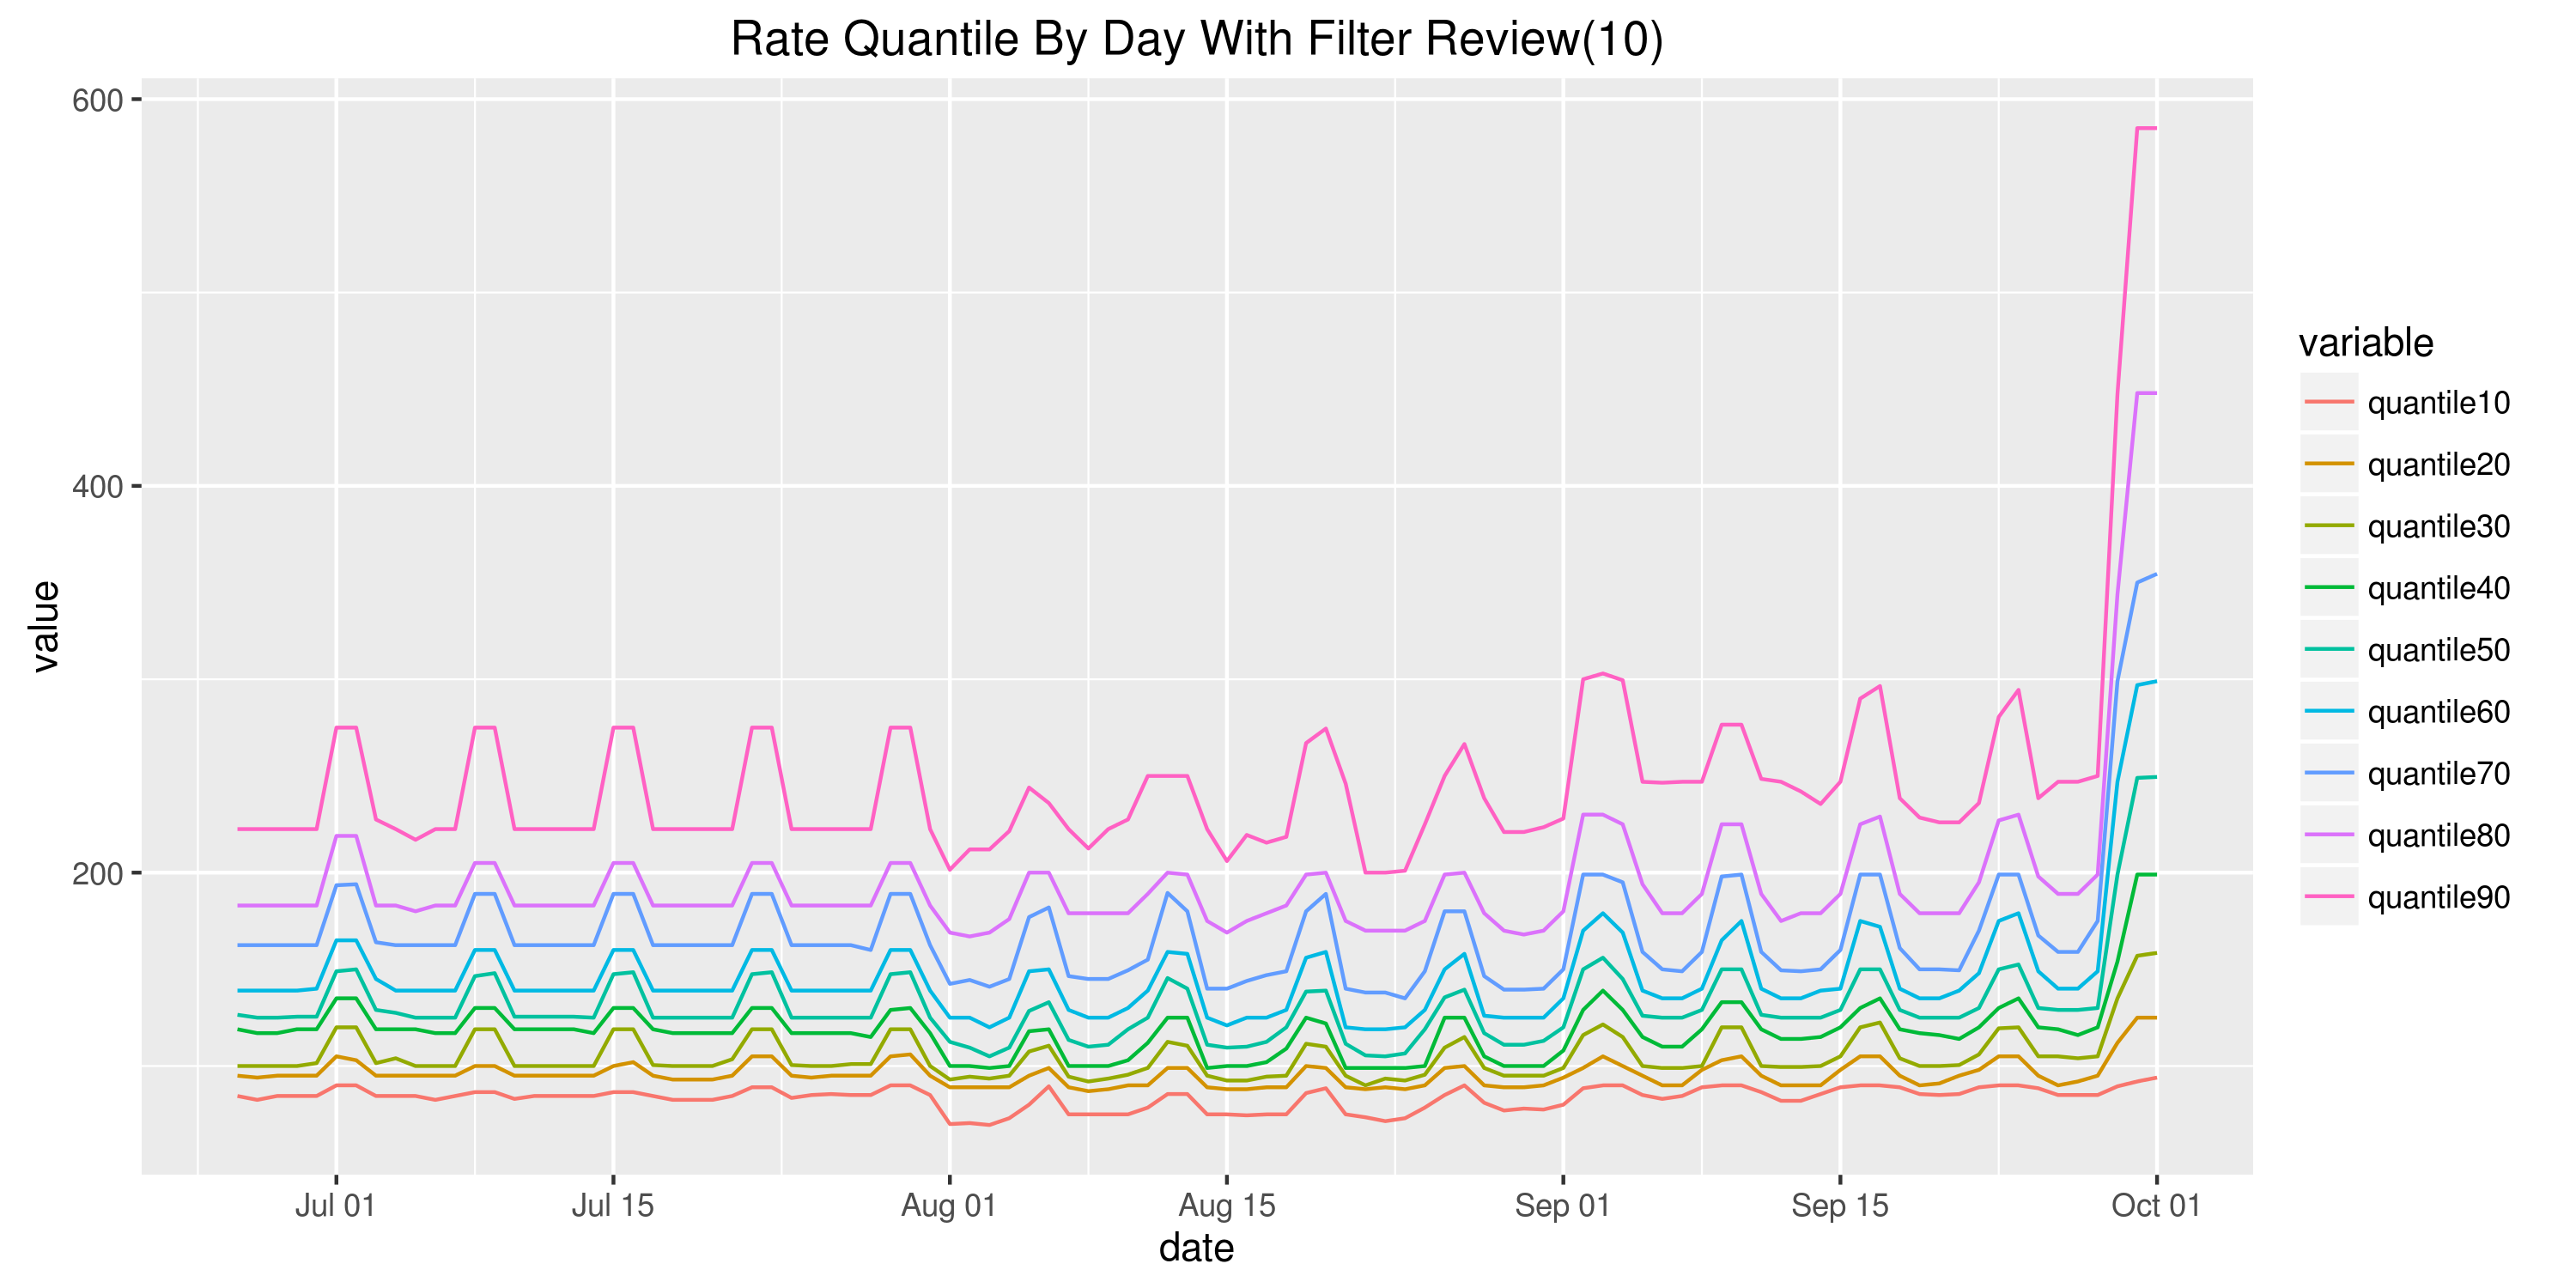 Rate Quantile By Day With Filter Review(10)
600
400
200
value
Jul 01
Jul 15
Aug 01
Aug 15
Sep 01
Sep 15
Oct 01
date
variable
quantile10
quantile20
quantile30
quantile40
quantile50
quantile60
quantile70
quantile80
quantile90